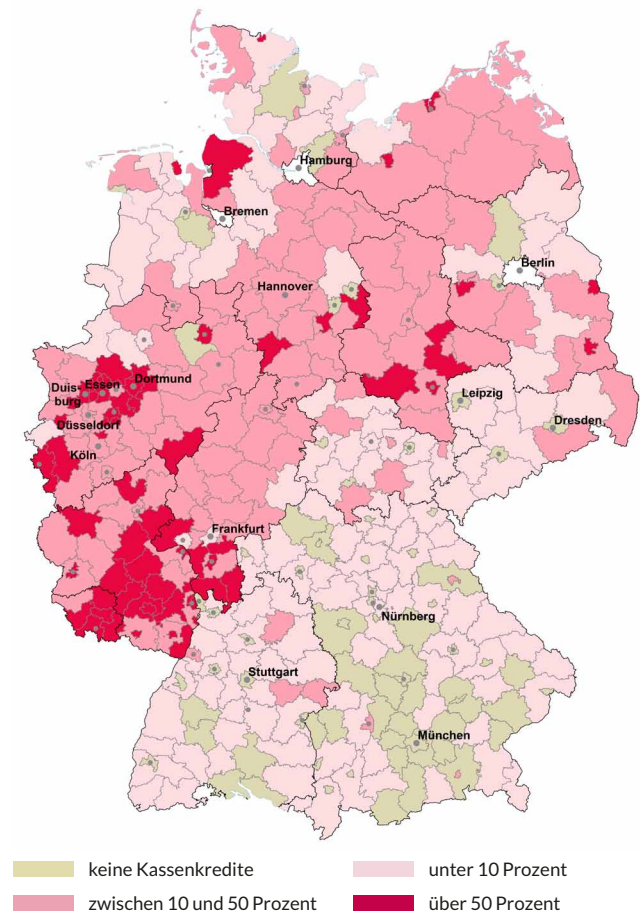 Hamburg
Bremen
Berlin
Hannover
Duis-
burg
Essen
Dortmund
Düsseldorf
Köln
Leipzig
Dresden
Frankfurt
Nürnberg
Stuttgart
München
keine Kassenkredite
unter 10 Prozent
zwischen 10 und 50 Prozent
über 50 Prozent